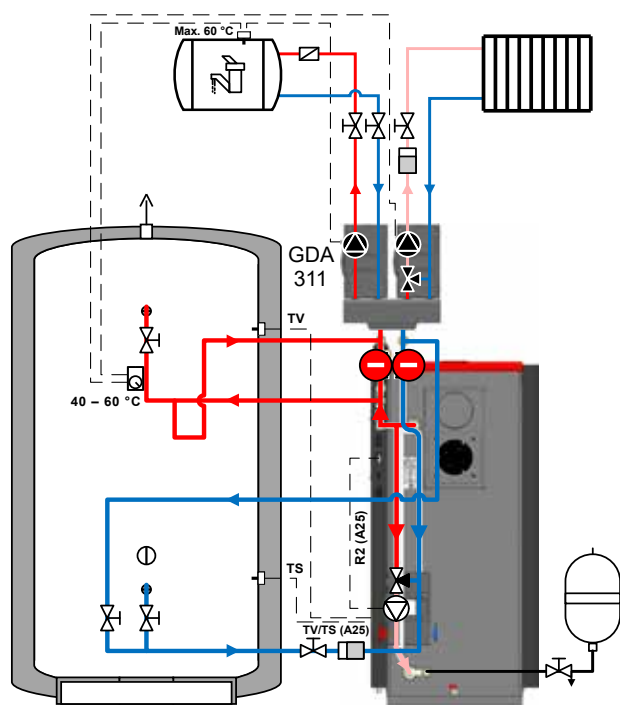 Max. 60 °C
GDA
311
TV
40 – 60 °C
R2 (A25)
TS
TV/TS (A25)